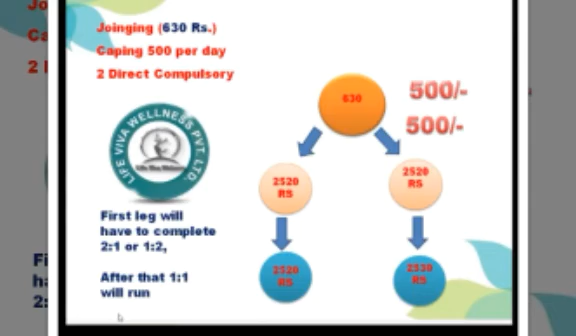 Joinging (630 Rs.)
Caping 500 per day
2 Direct Compulsory
LIFE VIVA WELLNESS PVT. LTD.
First leg will
have to complete
2:1 or 1:2,
After that 1:1
will run
630
500/-
500/-
2520
RS
2520
RS
2520
RS
2520
RS